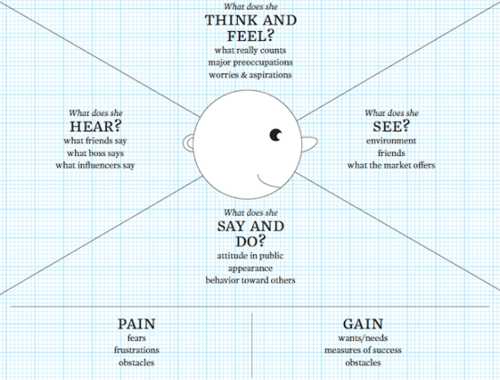 What does she
THINK AND
FEEL?
what really counts
major preoccupations
worries & aspirations
What does she
HEAR?
what friends say
what boss says
what influencers say
What does she
SEE?
environment
friends
what the market offers
What does she
SAY AND
DO?
attitude in public
appearance
behavior toward others
PAIN
fears
frustrations
obstacles
GAIN
wants/needs
measures of success
obstacles